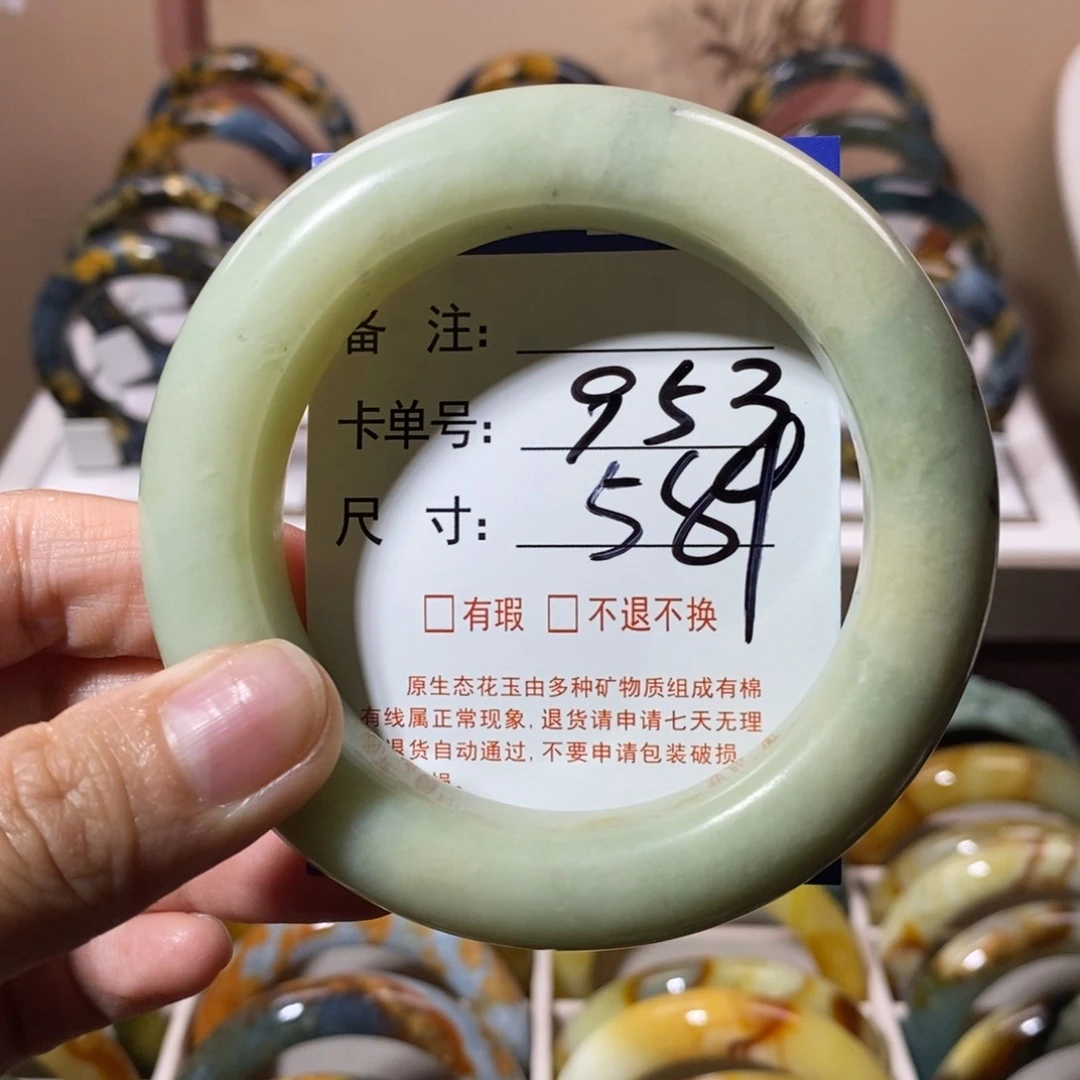 备 注:
卡单号: 953
尺 寸: 58
□有瑕 □不退不换
原生态花玉由多种矿物质组成有棉
有线属正常现象,退货请申请七天无理
退货自动通过,不要申请包装破损
损.